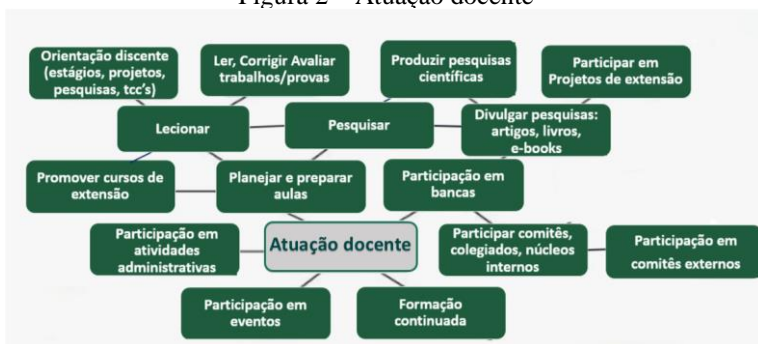 Figura 2 – Atuação docente
Orientação discente
(estágios, projetos,
pesquisas, tcc's)
Ler, Corrigir Avaliar
trabalhos/provas
Produzir pesquisas
científicas
Participar em
Projetos de extensão
Lecionar
Pesquisar
Divulgar pesquisas:
artigos, livros,
e-books
Promover cursos de
extensão
Planejar e preparar
aulas
Participação em
bancas
Participação em
atividades
administrativas
Atuação docente
Participar comitês,
colegiados, núcleos
internos
Participação em
comitês externos
Participação em
eventos
Formação
continuada